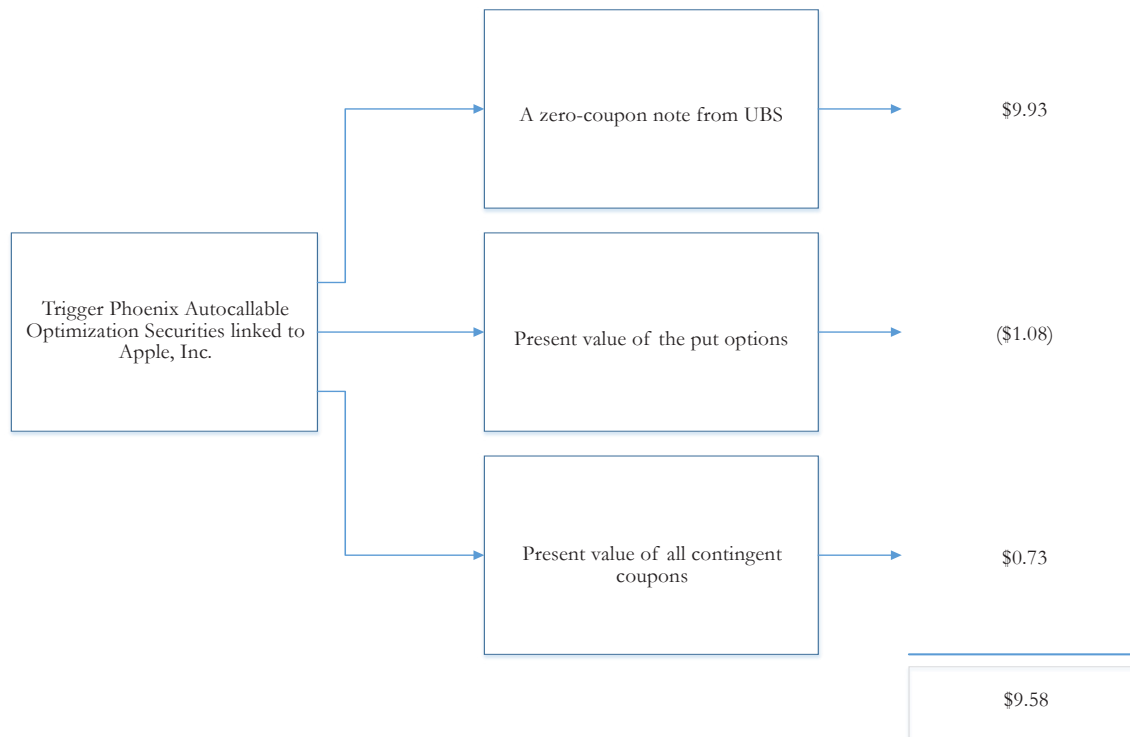 A zero-coupon note from UBS
$9.93
Trigger Phoenix Autocallable
Optimization Securities linked to
Apple, Inc.
Present value of the put options
($1.08)
Present value of all contingent
coupons
$0.73
$9.58